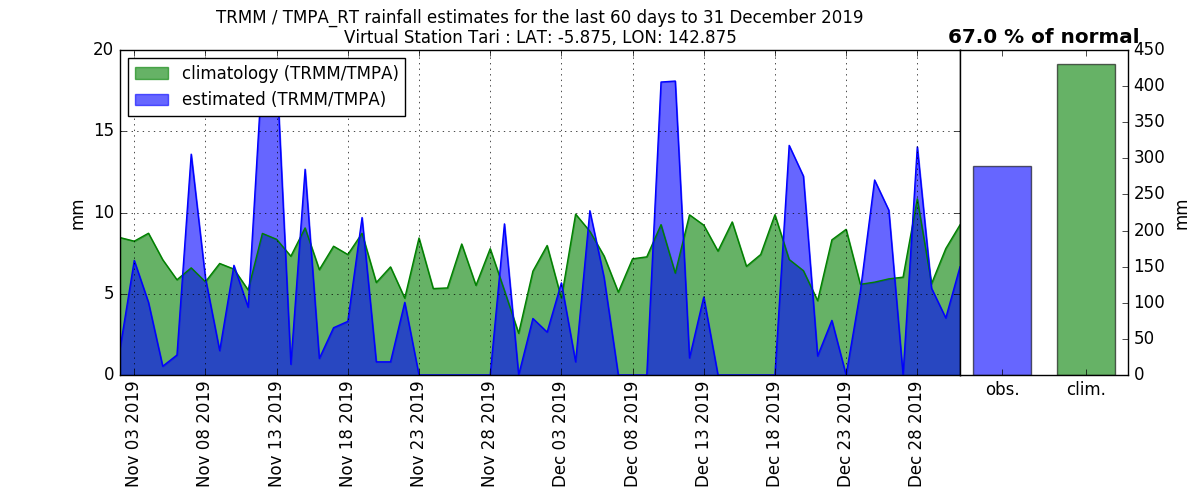 TRMM / TMPA_RT rainfall estimates for the last 60 days to 31 December 2019
Virtual Station Tari : LAT: -5.875, LON: 142.875
67.0 % of normal
climatology (TRMM/TMPA)
estimated (TRMM/TMPA)
20
15
10
5
0
mm
Nov 03 2019
Nov 08 2019
Nov 13 2019
Nov 18 2019
Nov 23 2019
Nov 28 2019
Dec 03 2019
Dec 08 2019
Dec 13 2019
Dec 18 2019
Dec 23 2019
Dec 28 2019
obs.
clim.
450
400
350
300
250
200
150
100
50
0
mm